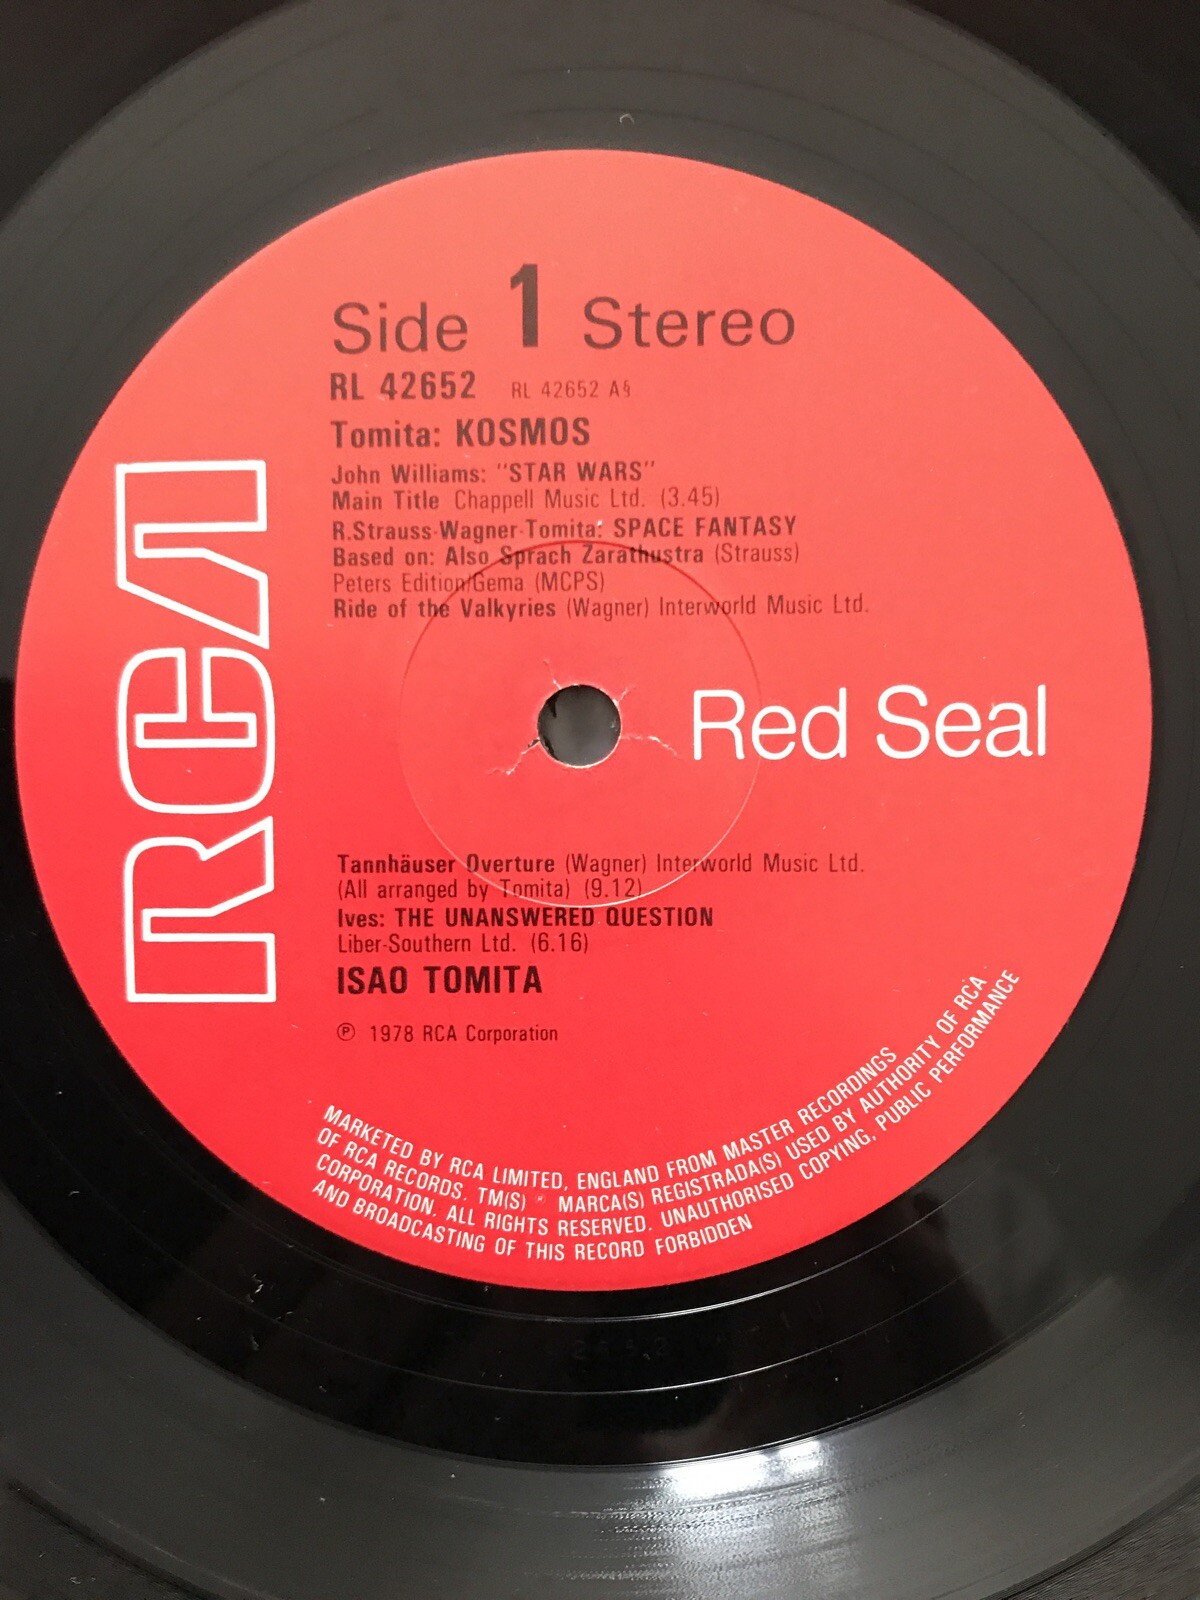 Side 1 Stereo
RL 42652 RL 42652 A§
Tomita: KOSMOS
John Williams: "STAR WARS"
Main Title Chappell Music Ltd. (3.45)
R.Strauss-Wagner-Tomita: SPACE FANTASY
Based on: Also Sprach Zarathustra (Strauss)
Peters Edition/Gema (MCPS)
Ride of the Valkyries (Wagner) Interworld Music Ltd.
RCA
Red Seal
Tannhäuser Overture (Wagner) Interworld Music Ltd.
(All arranged by Tomita) (9.12)
Ives: THE UNANSWERED QUESTION
Liber-Southern Ltd. (6.16)
ISAO TOMITA
℗ 1978 RCA Corporation
MARKETED BY RCA LIMITED, ENGLAND FROM MASTER RECORDINGS
OF RCA RECORDS. TM(S) ® MARCA(S) REGISTRADA(S) USED BY AUTHORITY OF RCA
CORPORATION. ALL RIGHTS RESERVED. UNAUTHORISED COPYING, PUBLIC PERFORMANCE
AND BROADCASTING OF THIS RECORD FORBIDDEN